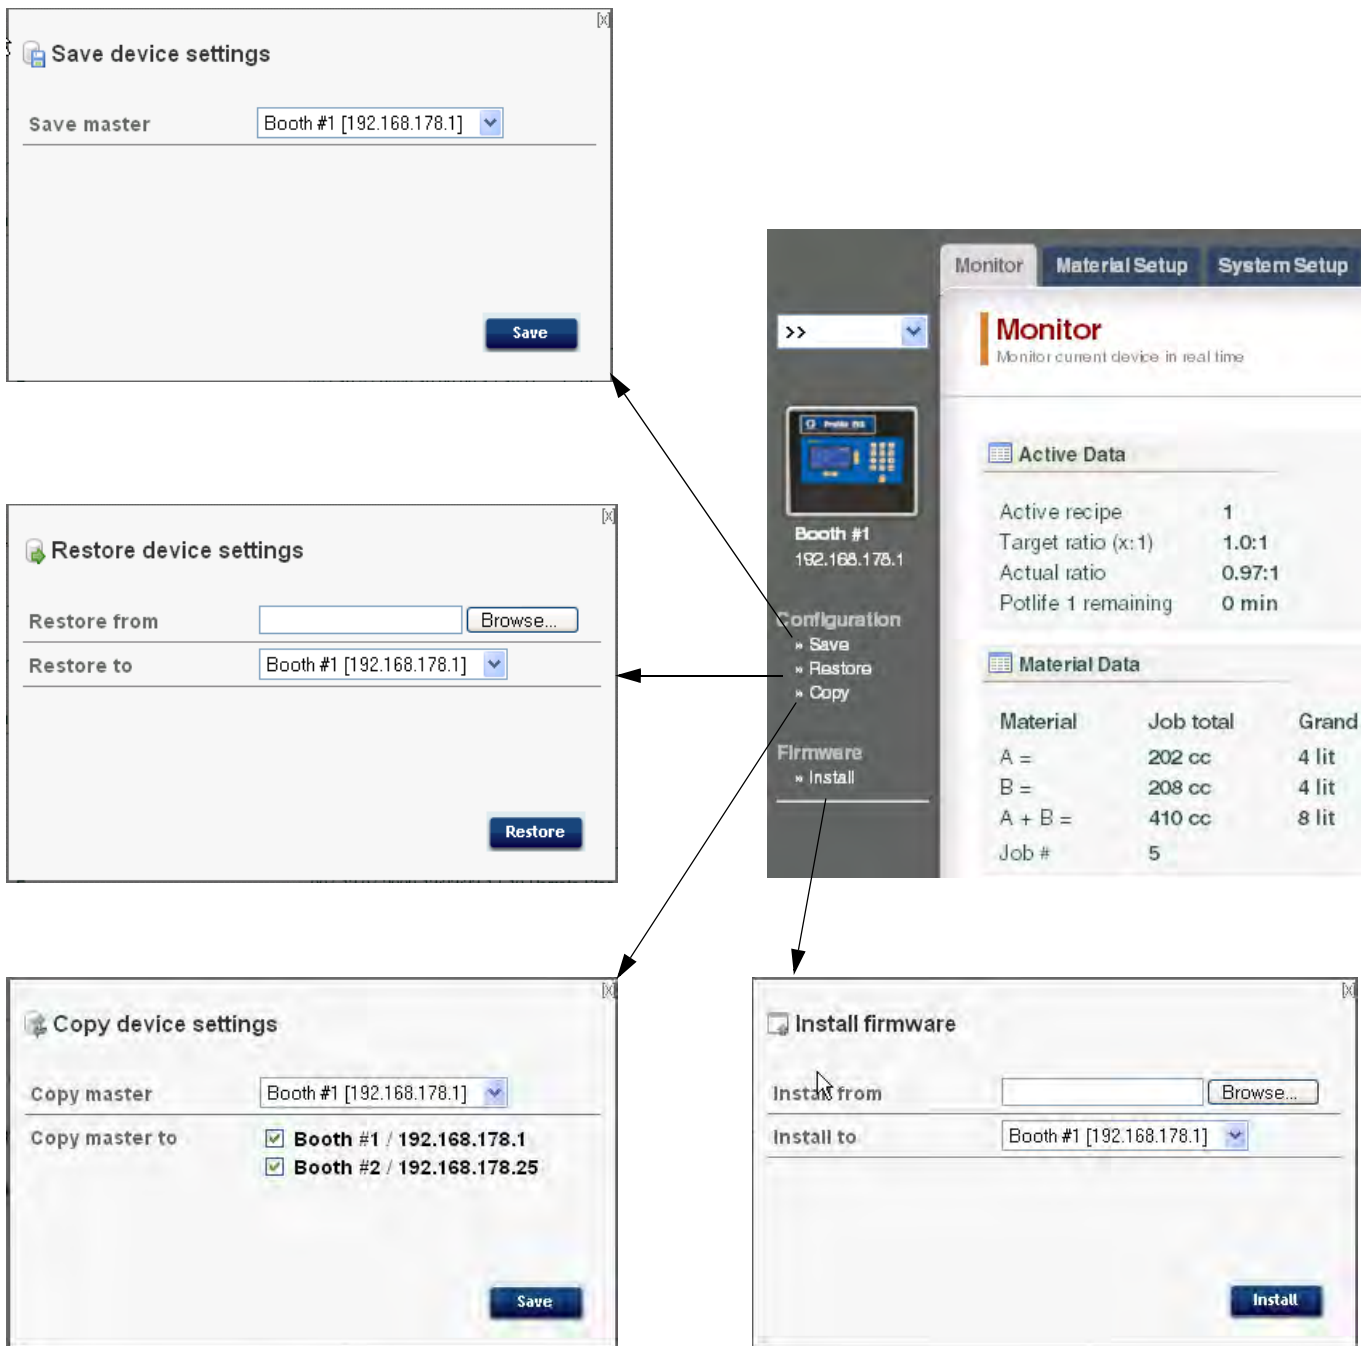 [x]
Save device settings
Save master
Booth #1 [192.168.178.1]
Save
[x]
Restore device settings
Restore from
Browse...
Restore to
Booth #1 [192.168.178.1]
Restore
[x]
Copy device settings
Copy master
Booth #1 [192.168.178.1]
Copy master to
Booth #1 / 192.168.178.1
Booth #2 / 192.168.178.25
Save
Monitor Material Setup System Setup
>>
Monitor
Monitor current device in real time
Booth #1
192.168.178.1
Configuration
» Save
» Restore
» Copy
Firmware
» Install
Active Data
Active recipe 1
Target ratio (x:1) 1.0:1
Actual ratio 0.97:1
Potlife 1 remaining 0 min
Material Data
Material Job total Grand
A = 202 cc 4 lit
B = 208 cc 4 lit
A + B = 410 cc 8 lit
Job # 5
[x]
Install firmware
Install from
Browse...
Install to
Booth #1 [192.168.178.1]
Install